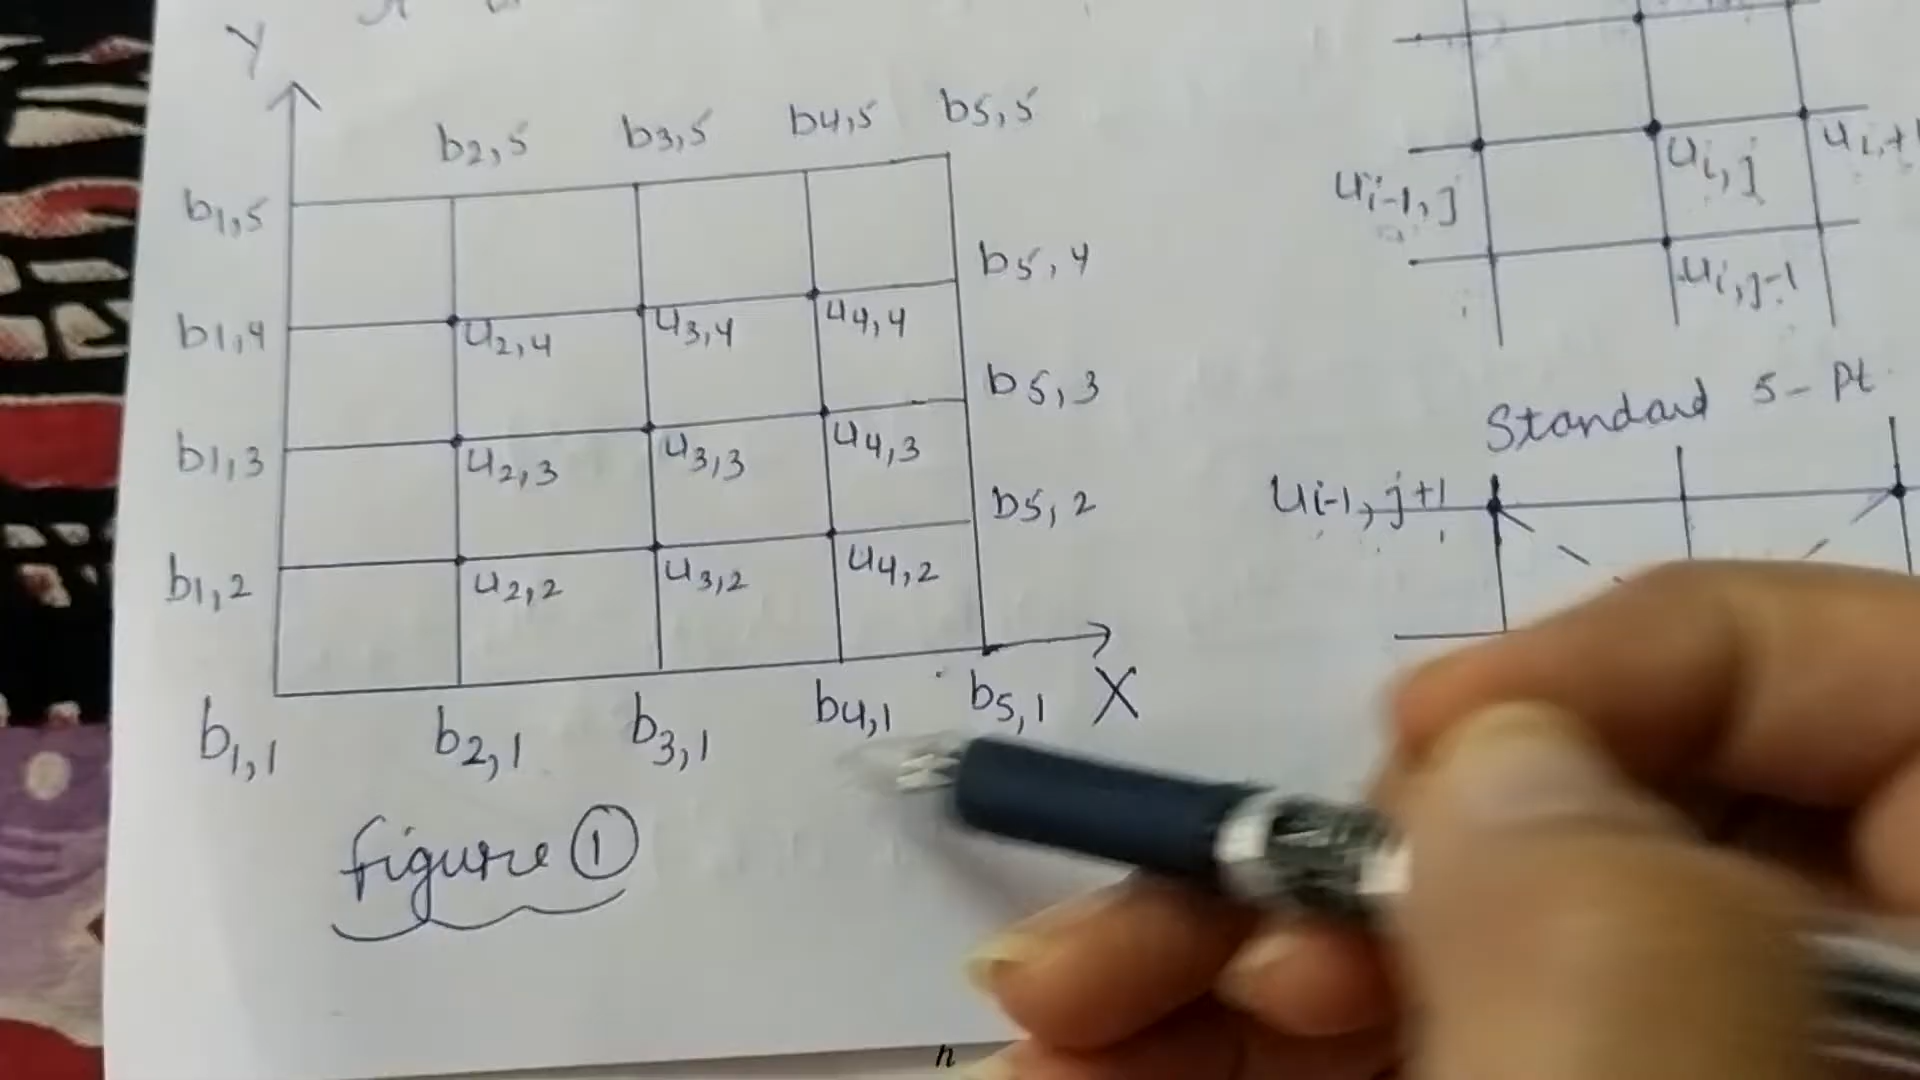 Y
b2,5 b3,5 b4,5 b5,5
b1,5
b5,4
b1,4 u2,4 u3,4 u4,4
b5,3
b1,3 u2,3 u3,3 u4,3
b5,2
b1,2 u2,2 u3,2 u4,2
b1,1 b2,1 b3,1 b4,1 b5,1 X
figure ①
ui-1,j ui,j
ui,j-1
Standard 5-Pt
ui-1,j+1
n